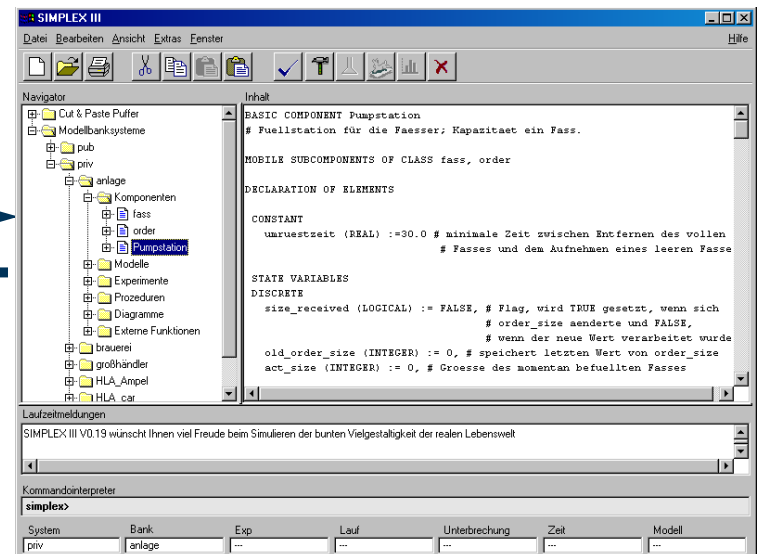 SIMPLEX III
Datei Bearbeiten Ansicht Extras Fenster Hilfe
Navigator
Cut & Paste Puffer
Modellbanksysteme
pub
priv
anlage
Komponenten
fass
order
Pumpstation
Modelle
Experimente
Prozeduren
Diagramme
Externe Funktionen
brauerei
großhändler
HLA_Ampel
HLA_car
Inhalt
BASIC COMPONENT Pumpstation
# Fuellstation für die Faesser; Kapazitaet ein Fass.
MOBILE SUBCOMPONENTS OF CLASS fass, order
DECLARATION OF ELEMENTS
CONSTANT
umruestzeit (REAL) :=30.0 # minimale Zeit zwischen Entfernen des vollen
# Fasses und dem Aufnehmen eines leeren Fasse
STATE VARIABLES
DISCRETE
size_received (LOGICAL) := FALSE, # Flag, wird TRUE gesetzt, wenn sich
# order_size aenderte und FALSE,
# wenn der neue Wert verarbeitet wurde
old_order_size (INTEGER) := 0, # speichert letzten Wert von order_size
act_size (INTEGER) := 0, # Groesse des momentan befuellten Fasses
Laufzeitmeldungen
SIMPLEX III V0.19 wünscht Ihnen viel Freude beim Simulieren der bunten Vielgestaltigkeit der realen Lebenswelt
Kommandointerpreter
simplex>
System Bank Exp Lauf Unterbrechung Zeit Modell
priv anlage --- --- --- --- ---